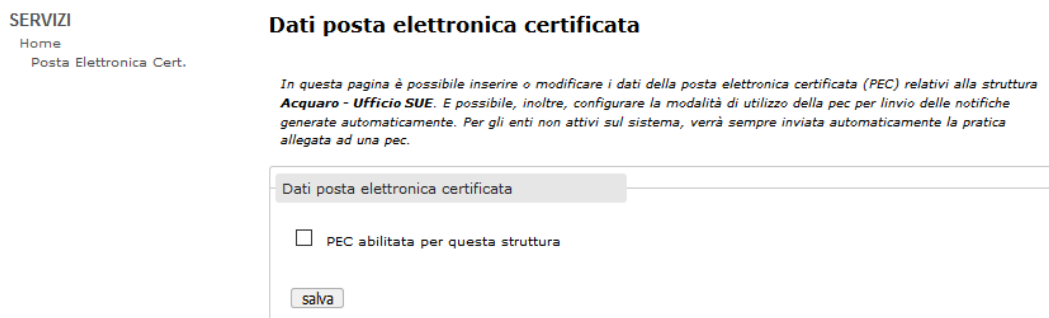 SERVIZI
Home
Posta Elettronica Cert.
Dati posta elettronica certificata
In questa pagina è possibile inserire o modificare i dati della posta elettronica certificata (PEC) relativi alla struttura
Acquaro - Ufficio SUE. E possibile, inoltre, configurare la modalità di utilizzo della pec per linvio delle notifiche
generate automaticamente. Per gli enti non attivi sul sistema, verrà sempre inviata automaticamente la pratica
allegata ad una pec.
Dati posta elettronica certificata
PEC abilitata per questa struttura
salva